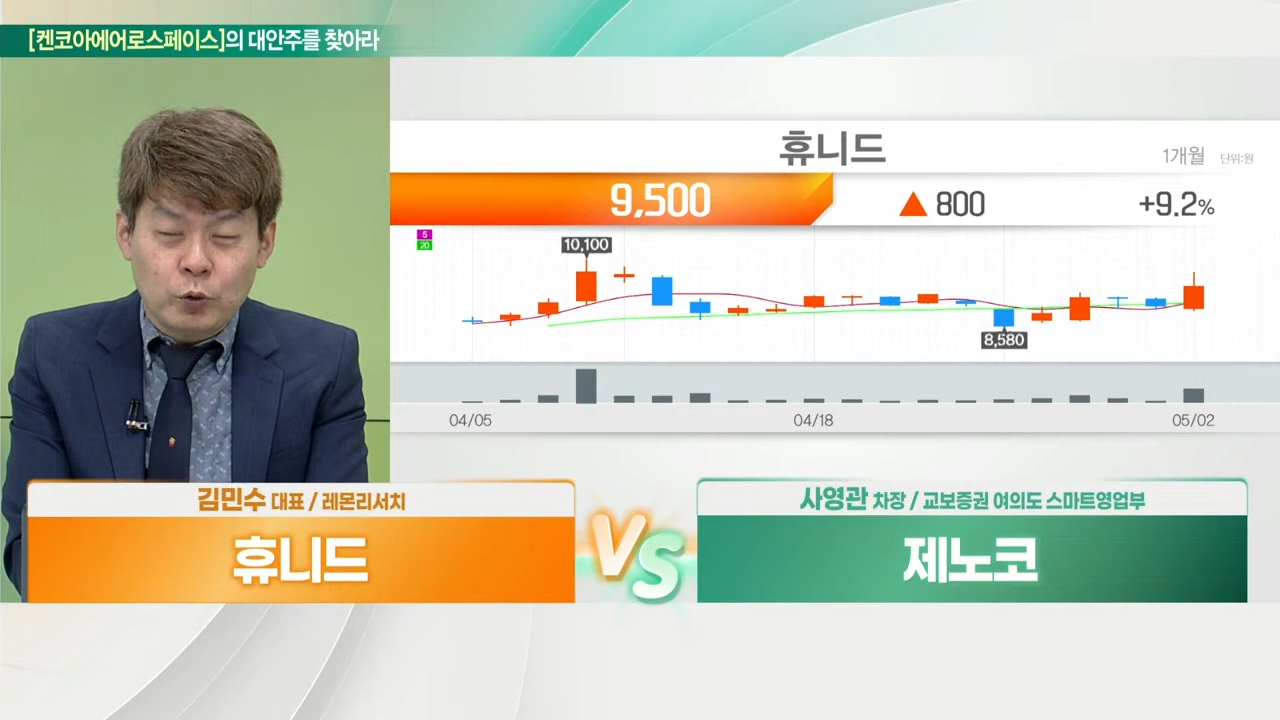 [켄코아에어로스페이스]의 대안주를 찾아라
휴니드
1개월 단위:원
9,500 ▲ 800 +9.2%
5
20
10,100
8,580
04/05 04/18 05/02
김민수 대표 / 레몬리서치
휴니드
VS
사영관 차장 / 교보증권 여의도 스마트영업부
제노코